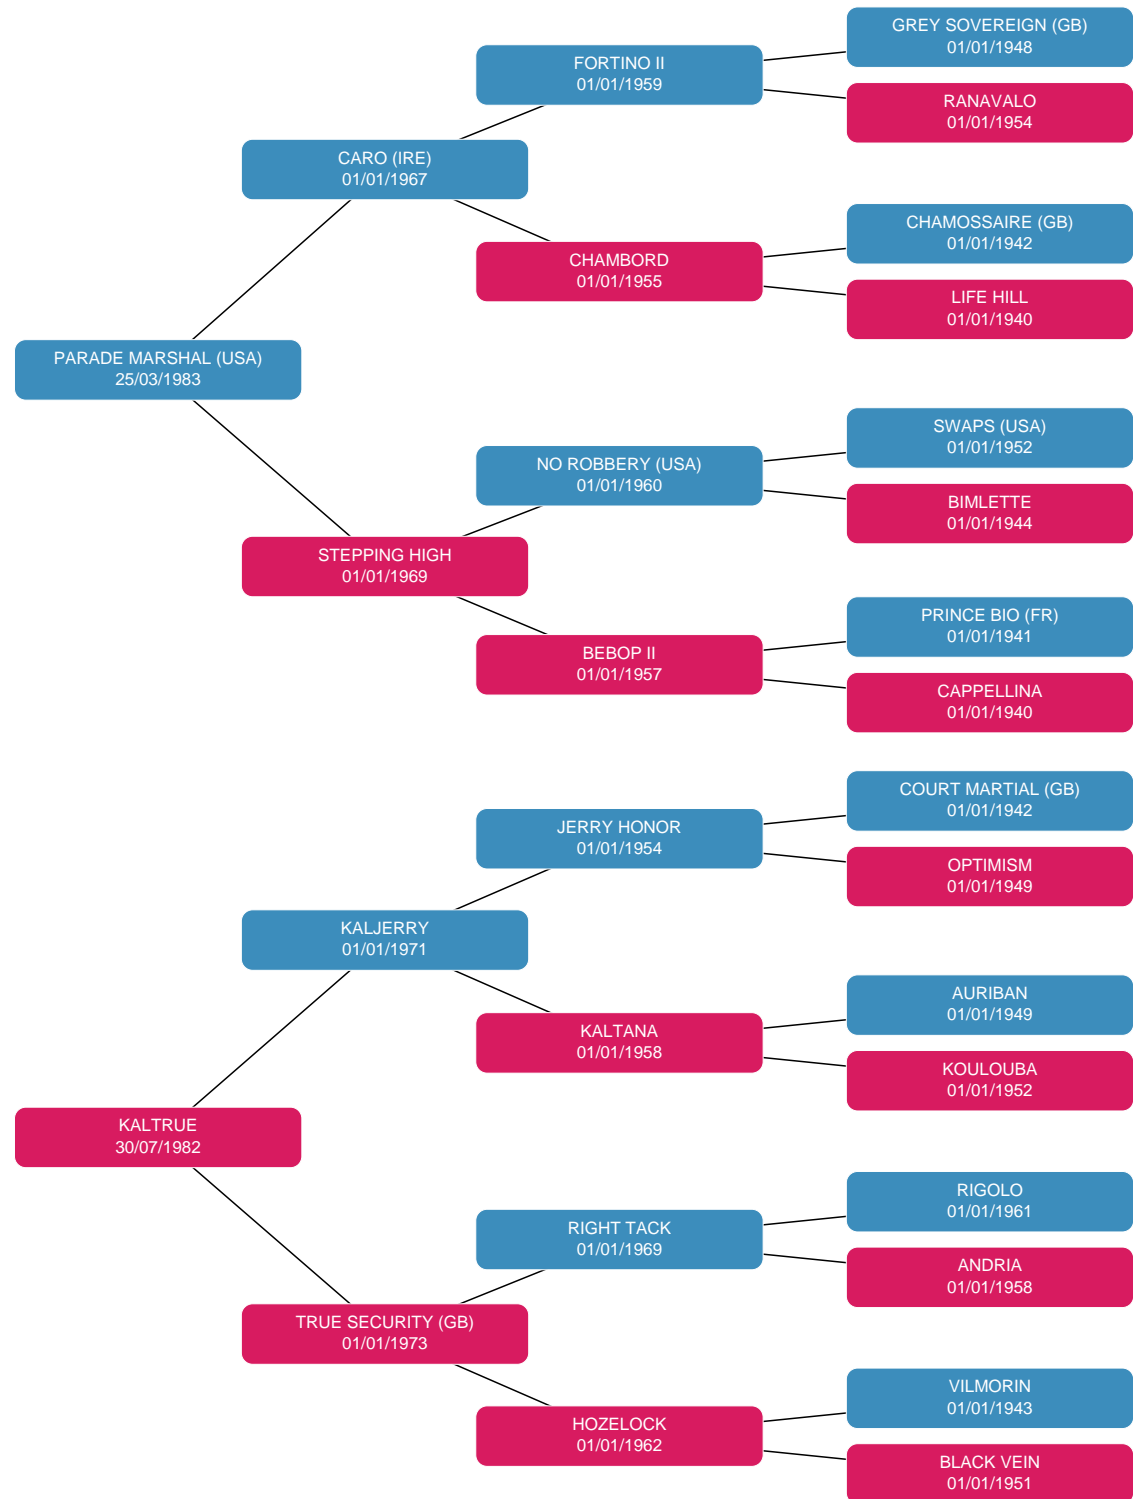 GREY SOVEREIGN (GB)
01/01/1948
FORTINO II
01/01/1959
RANAVALO
01/01/1954
CARO (IRE)
01/01/1967
CHAMOSSAIRE (GB)
01/01/1942
CHAMBORD
01/01/1955
LIFE HILL
01/01/1940
PARADE MARSHAL (USA)
25/03/1983
SWAPS (USA)
01/01/1952
NO ROBBERY (USA)
01/01/1960
BIMLETTE
01/01/1944
STEPPING HIGH
01/01/1969
PRINCE BIO (FR)
01/01/1941
BEBOP II
01/01/1957
CAPPELLINA
01/01/1940
COURT MARTIAL (GB)
01/01/1942
JERRY HONOR
01/01/1954
OPTIMISM
01/01/1949
KALJERRY
01/01/1971
AURIBAN
01/01/1949
KALTANA
01/01/1958
KOULOUBA
01/01/1952
KALTRUE
30/07/1982
RIGOLO
01/01/1961
RIGHT TACK
01/01/1969
ANDRIA
01/01/1958
TRUE SECURITY (GB)
01/01/1973
VILMORIN
01/01/1943
HOZELOCK
01/01/1962
BLACK VEIN
01/01/1951